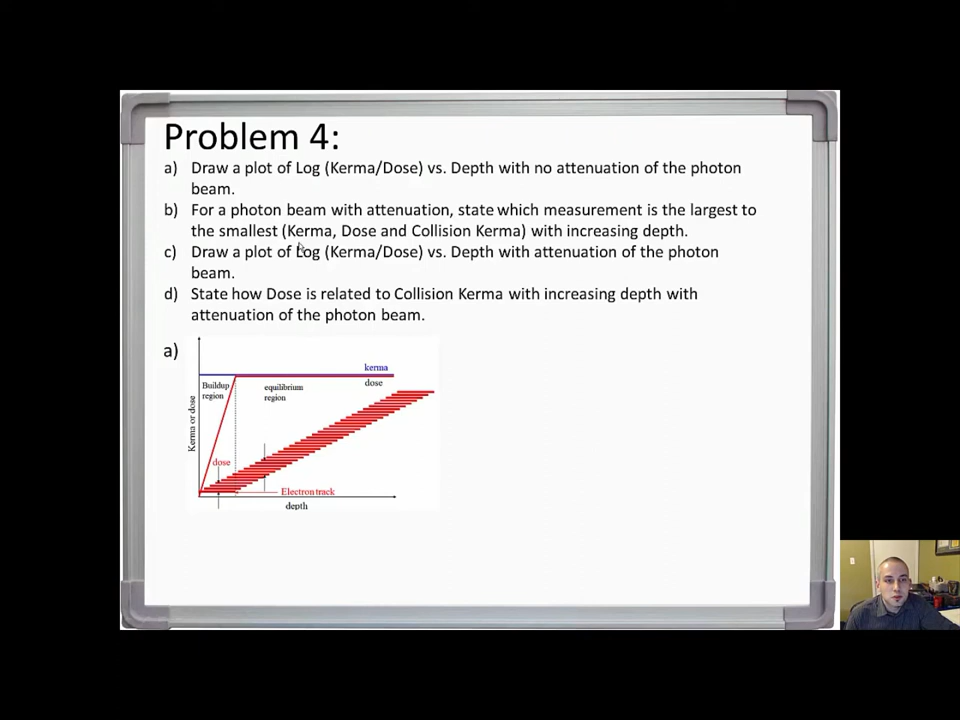 Problem 4:
a) Draw a plot of Log (Kerma/Dose) vs. Depth with no attenuation of the photon
beam.
b) For a photon beam with attenuation, state which measurement is the largest to
the smallest (Kerma, Dose and Collision Kerma) with increasing depth.
c) Draw a plot of Log (Kerma/Dose) vs. Depth with attenuation of the photon
beam.
d) State how Dose is related to Collision Kerma with increasing depth with
attenuation of the photon beam.
a)
kerma
dose
Buildup
region
equilibrium
region
Kerma or dose
dose
Electron track
depth